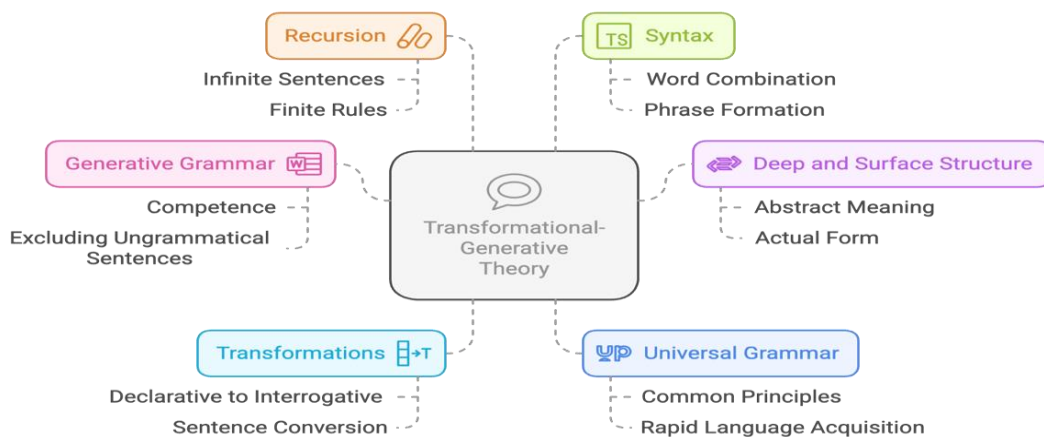 Recursion
Infinite Sentences
Finite Rules
TS Syntax
Word Combination
Phrase Formation
Generative Grammar W
Competence
Excluding Ungrammatical
Sentences
Deep and Surface Structure
Abstract Meaning
Actual Form
Transformational-
Generative
Theory
Transformations T
Declarative to Interrogative
Sentence Conversion
UP Universal Grammar
Common Principles
Rapid Language Acquisition